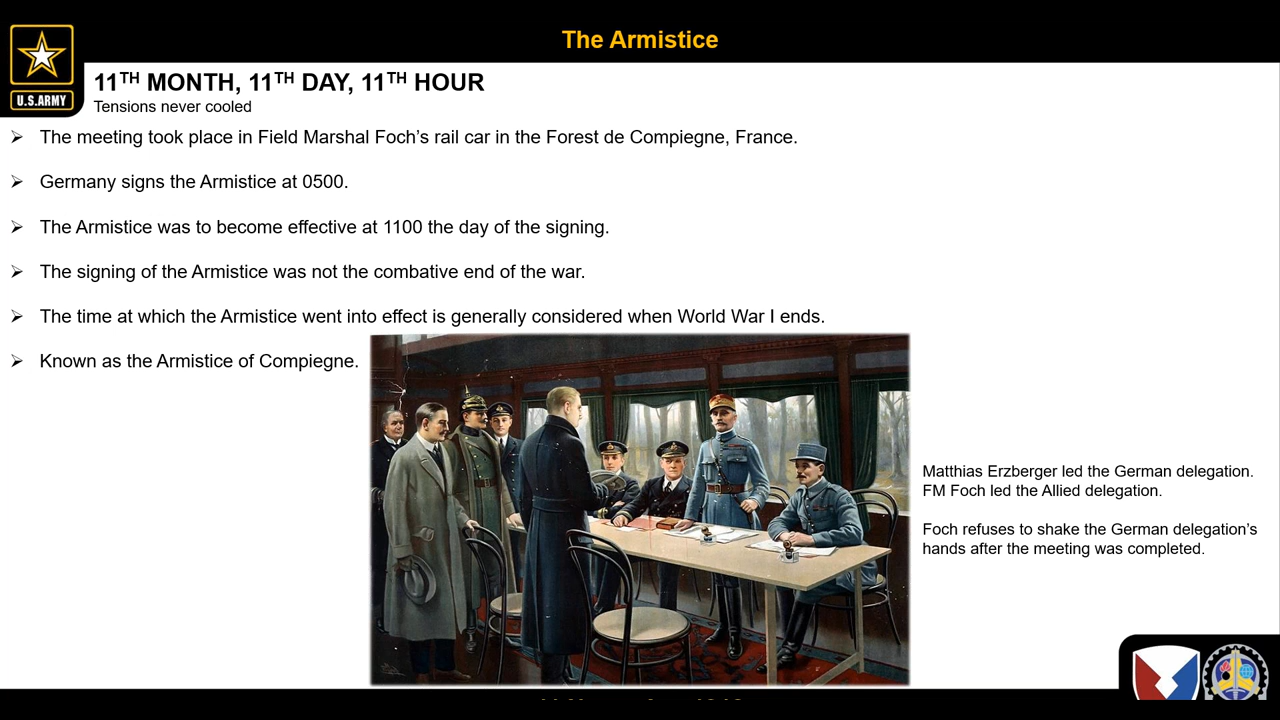 The Armistice
U.S.ARMY
11TH MONTH, 11TH DAY, 11TH HOUR
Tensions never cooled
➢ The meeting took place in Field Marshal Foch’s rail car in the Forest de Compiegne, France.
➢ Germany signs the Armistice at 0500.
➢ The Armistice was to become effective at 1100 the day of the signing.
➢ The signing of the Armistice was not the combative end of the war.
➢ The time at which the Armistice went into effect is generally considered when World War I ends.
➢ Known as the Armistice of Compiegne.
Matthias Erzberger led the German delegation.
FM Foch led the Allied delegation.
Foch refuses to shake the German delegation’s
hands after the meeting was completed.